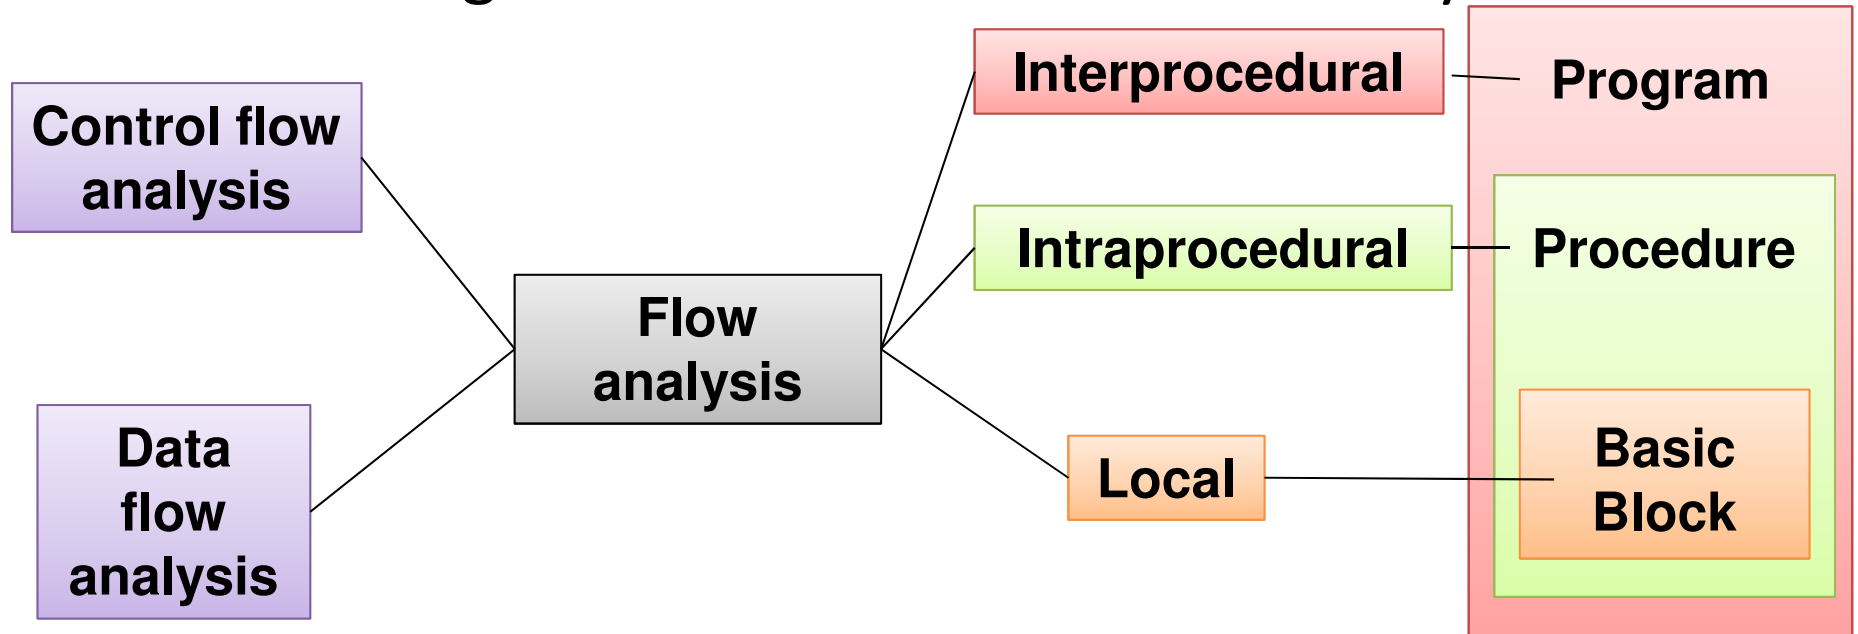 Control flow
analysis
Data
flow
analysis
Flow
analysis
Interprocedural
Intraprocedural
Local
Program
Procedure
Basic
Block